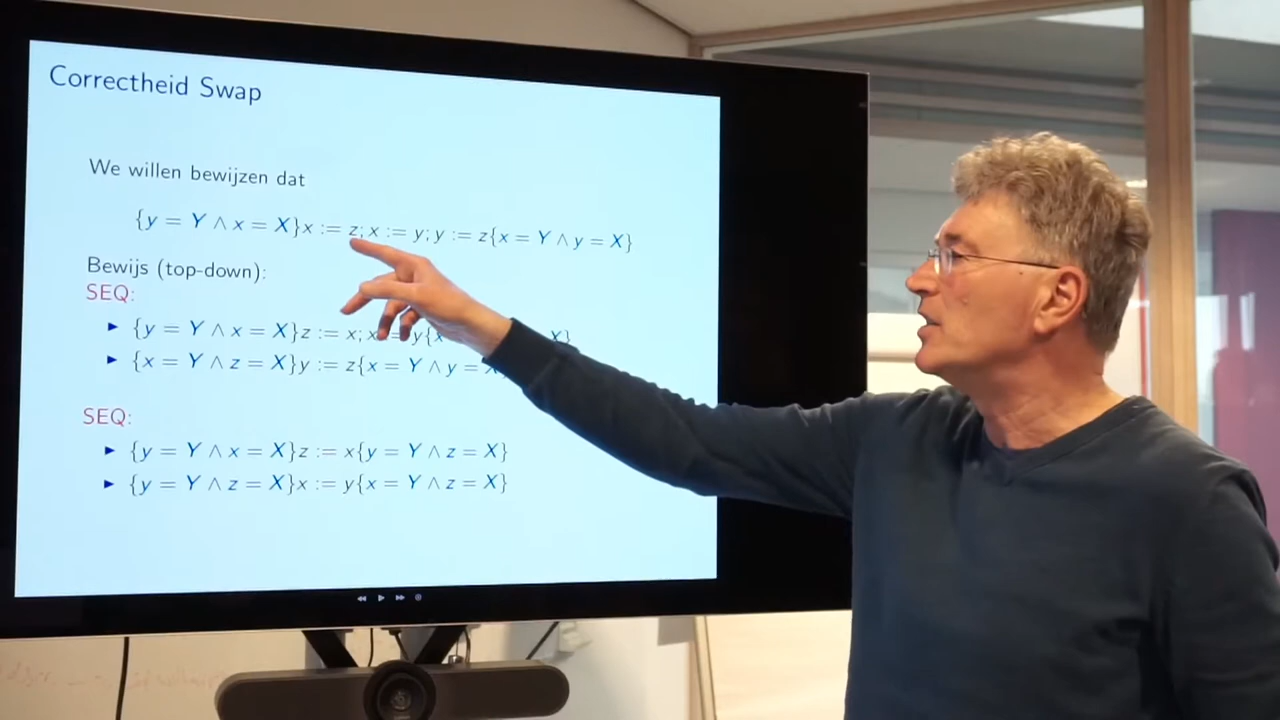 Correctheid Swap
We willen bewijzen dat
{y = Y ∧ x = X}x := z; x := y; y := z{x = Y ∧ y = X}
Bewijs (top-down):
SEQ:
▶ {y = Y ∧ x = X}z := x; x = y{x X}
▶ {x = Y ∧ z = X}y := z{x = Y ∧ y =
SEQ:
▶ {y = Y ∧ x = X}z := x{y = Y ∧ z = X}
▶ {y = Y ∧ z = X}x := y{x = Y ∧ z = X}